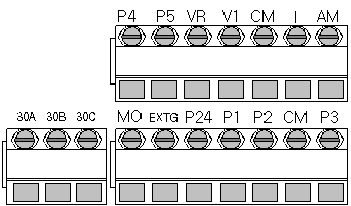 P4 P5 VR V1 CM I AM
30A 30B 30C MO EXTG P24 P1 P2 CM P3